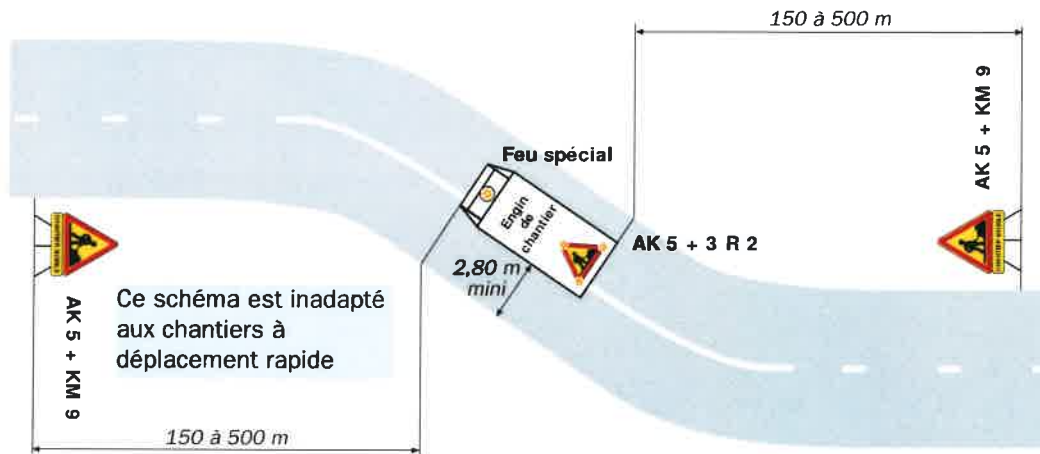 150 à 500 m
AK 5 + KM 9
Feu spécial
Engin
de
chantier
AK 5 + 3 R 2
2,80 m
mini
Ce schéma est inadapté
aux chantiers à
déplacement rapide
AK 5 + KM 9
150 à 500 m